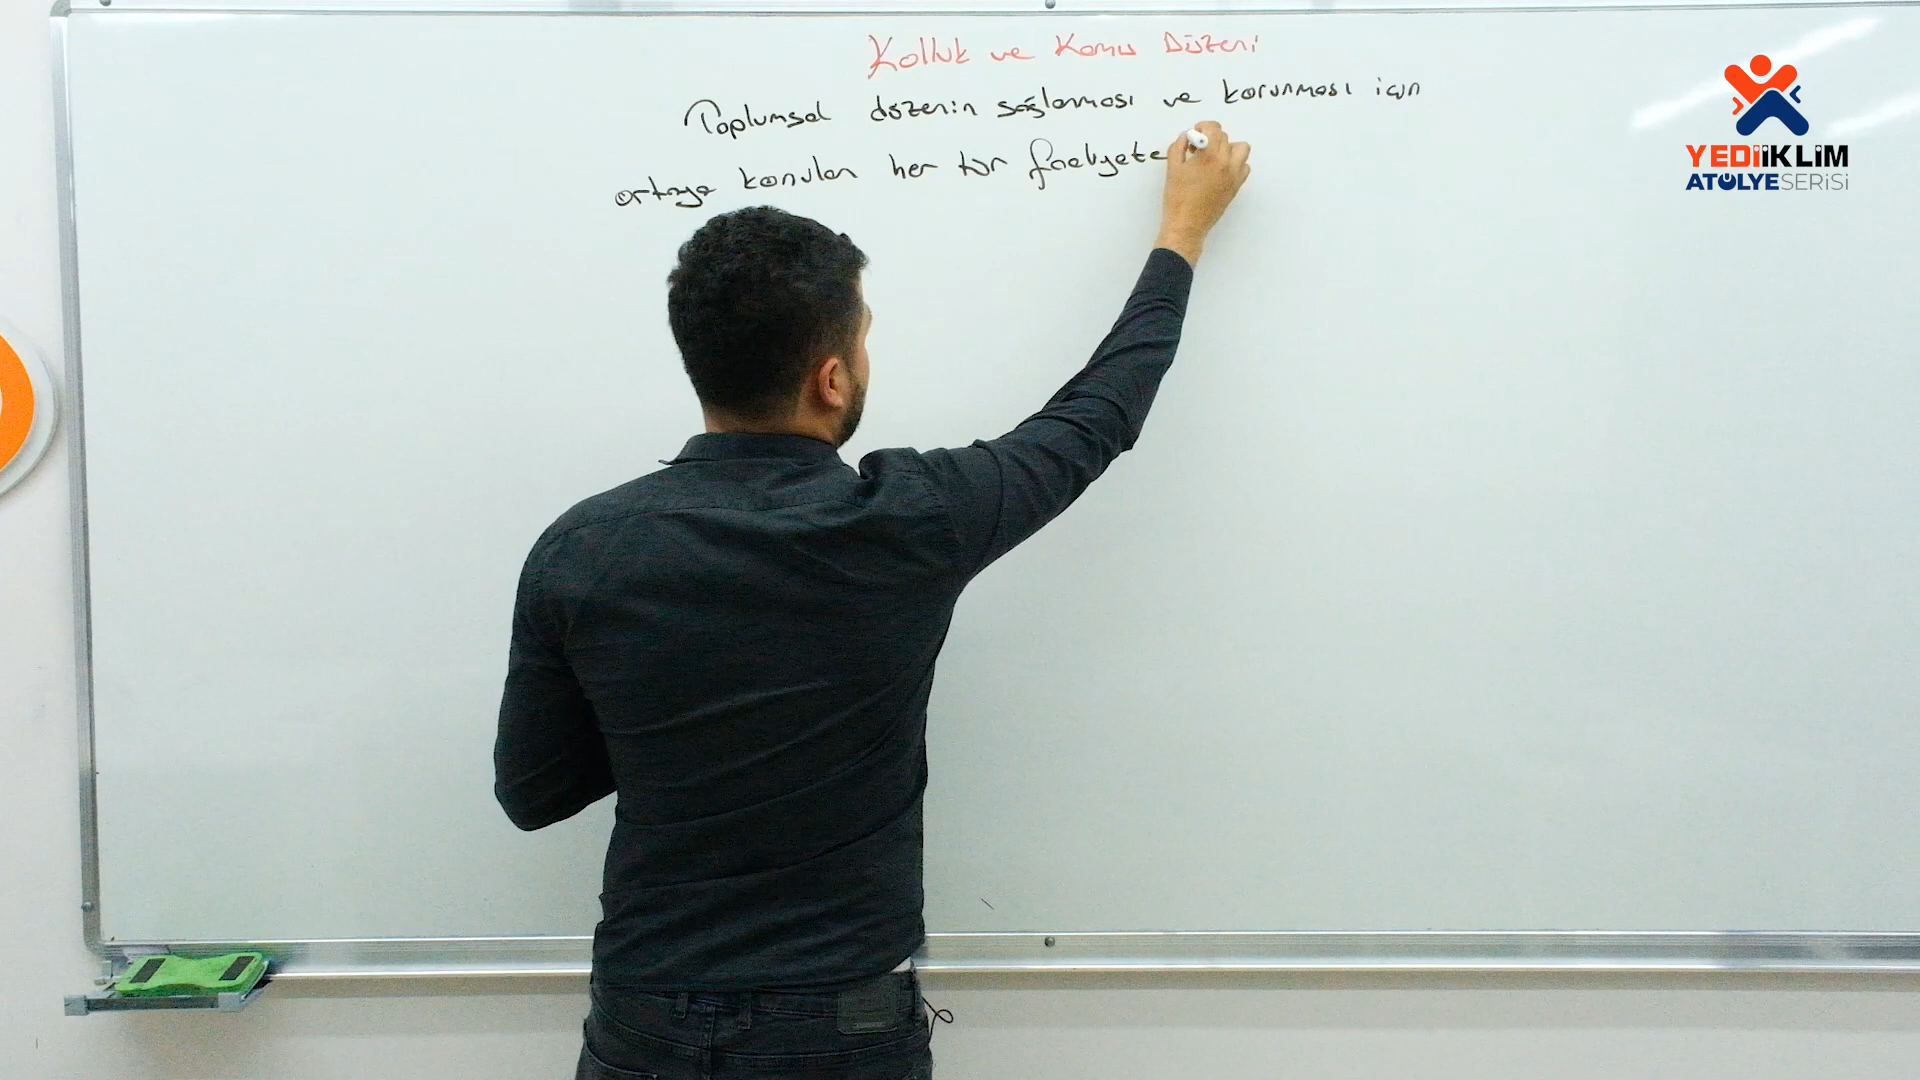 Kolluk ve Kamu Düzeni
Toplumsal düzenin sağlanması ve korunması için
ortaya konulan her tür faaliyete
YEDİİKLİM
ATÖLYE SERİSİ